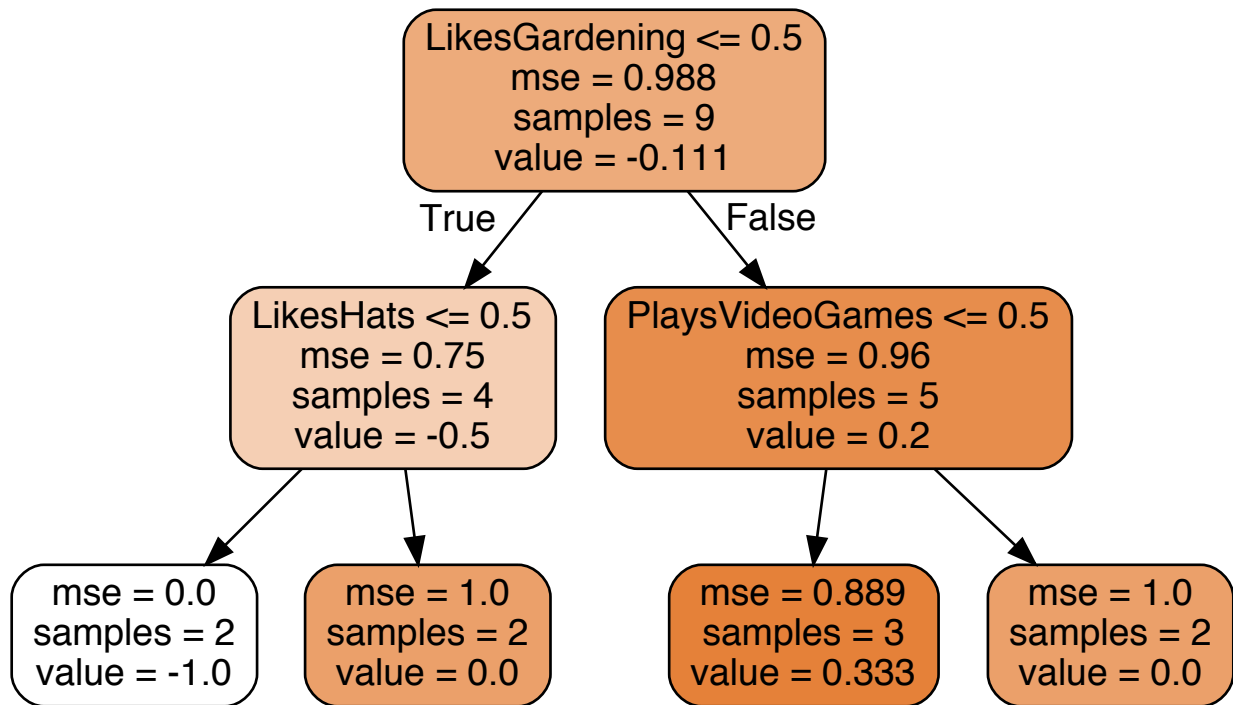 LikesGardening <= 0.5
mse = 0.988
samples = 9
value = -0.111
True
False
LikesHats <= 0.5
mse = 0.75
samples = 4
value = -0.5
PlaysVideoGames <= 0.5
mse = 0.96
samples = 5
value = 0.2
mse = 0.0
samples = 2
value = -1.0
mse = 1.0
samples = 2
value = 0.0
mse = 0.889
samples = 3
value = 0.333
mse = 1.0
samples = 2
value = 0.0